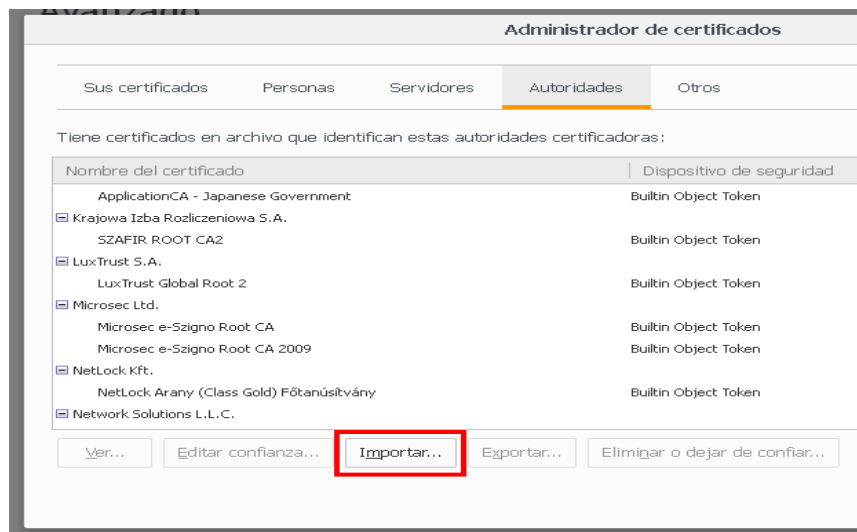 Avanzado
Administrador de certificados
Sus certificados Personas Servidores Autoridades Otros
Tiene certificados en archivo que identifican estas autoridades certificadoras:
Nombre del certificado Dispositivo de seguridad
ApplicationCA - Japanese Government Builtin Object Token
Krajowa Izba Rozliczeniowa S.A.
SZAFIR ROOT CA2 Builtin Object Token
LuxTrust S.A.
LuxTrust Global Root 2 Builtin Object Token
Microsec Ltd.
Microsec e-Szigno Root CA Builtin Object Token
Microsec e-Szigno Root CA 2009 Builtin Object Token
NetLock Kft.
NetLock Arany (Class Gold) Főtanúsítvány Builtin Object Token
Network Solutions L.L.C.
Ver... Editar confianza... Importar... Exportar... Eliminar o dejar de confiar...